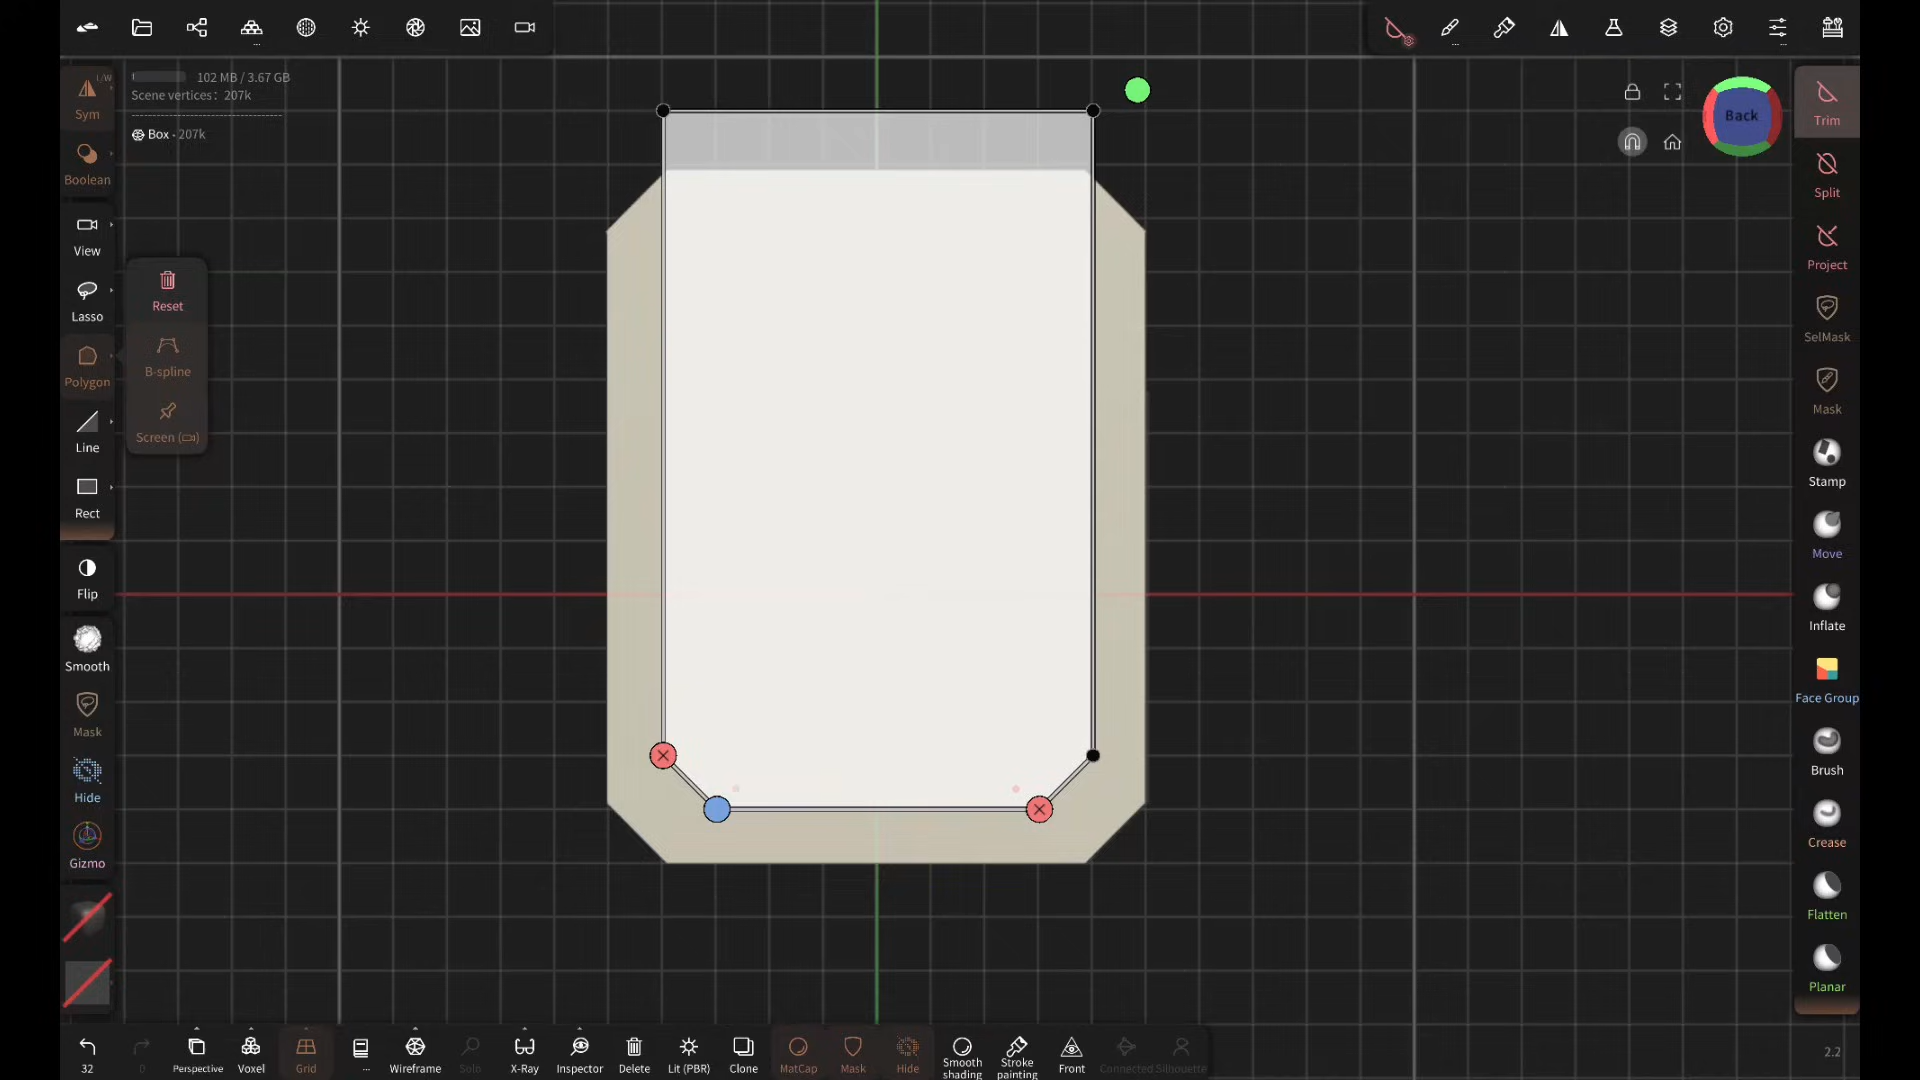 102 MB / 3.67 GB
Scene vertices: 207k
Box - 207k
Sym
Boolean
View
Lasso
Polygon
Line
Rect
Flip
Smooth
Mask
Hide
Gizmo
Reset
B-spline
Screen
Back
Trim
Split
Project
SelMask
Mask
Stamp
Move
Inflate
Face Group
Brush
Crease
Flatten
Planar
2.2
32
0
Perspective
Voxel
Grid
...
Wireframe
Solo
X-Ray
Inspector
Delete
Lit (PBR)
Clone
MatCap
Mask
Hide
Smooth shading
Stroke painting
Front
Connected
Silhouette